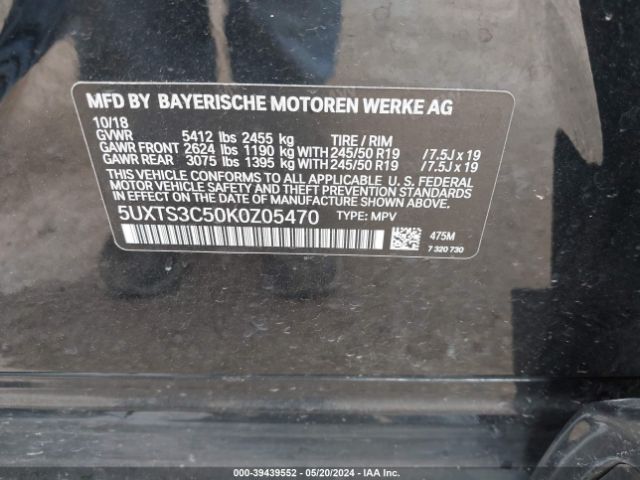 MFD BY BAYERISCHE MOTOREN WERKE AG
10/18
GVWR 5412 lbs 2455 kg TIRE / RIM
GAWR FRONT 2624 lbs 1190 kg WITH 245/50 R19 /7.5J x 19
GAWR REAR 3075 lbs 1395 kg WITH 245/50 R19 /7.5J x 19
THIS VEHICLE CONFORMS TO ALL APPLICABLE U. S. FEDERAL
MOTOR VEHICLE SAFETY AND THEFT PREVENTION STANDARDS
IN EFFECT ON THE DATE OF MANUFACTURE SHOWN ABOVE.
5UXTS3C50K0Z05470 TYPE: MPV
475M
7 320 730
000-39439552 — 05/20/2024 — IAA Inc.